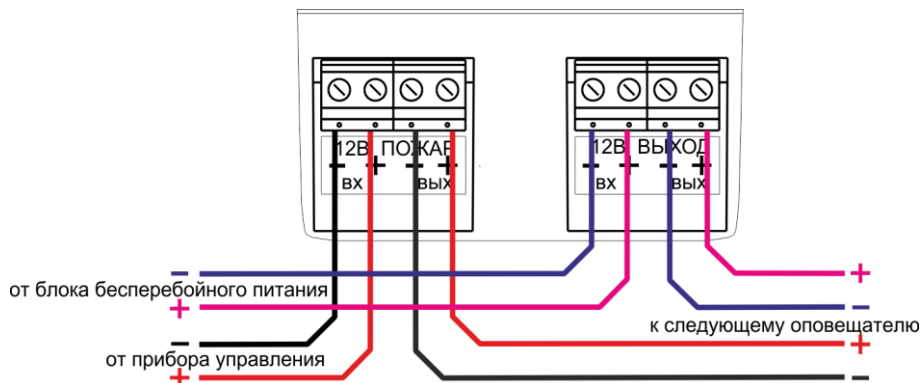 12В ПОЖАР
- + - +
вх вых
12В ВЫХОД
- + - +
вх вых
- +
от блока бесперебойного питания
+ -
к следующему оповещателю
- +
от прибора управления
+ -